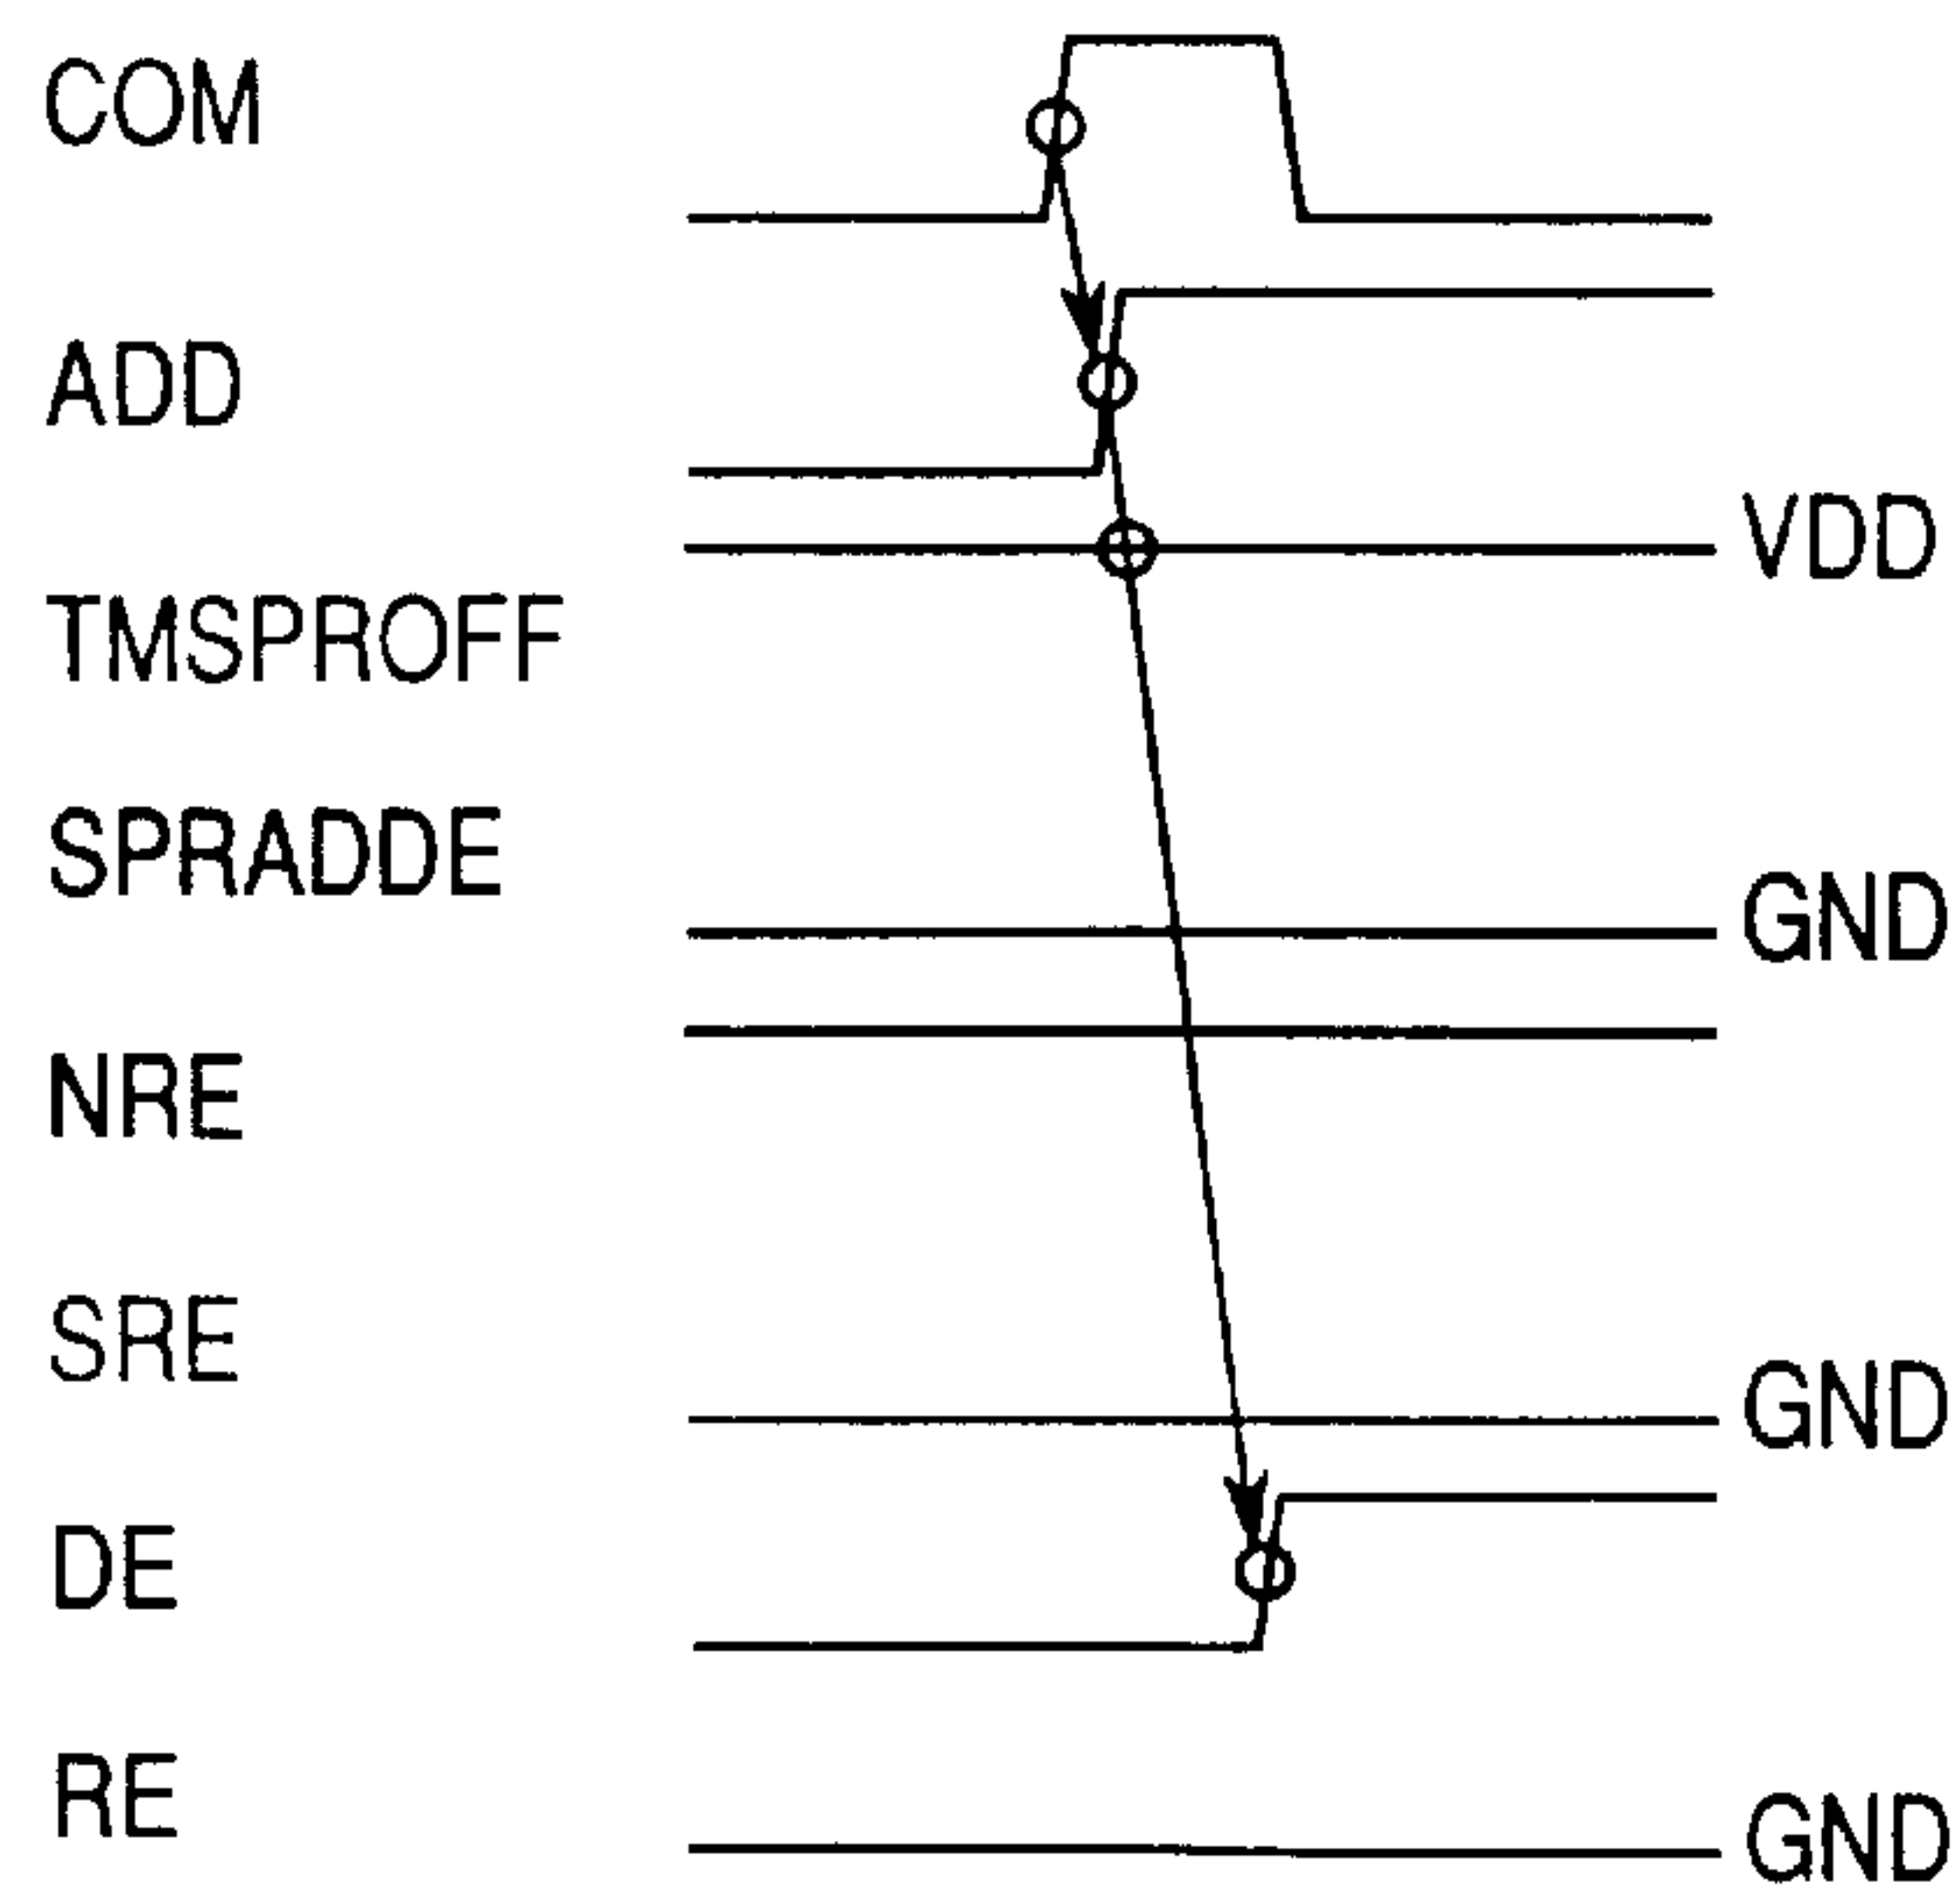 COM
ADD
VDD
TMSPROFF
SPRADDE
GND
NRE
SRE
GND
DE
RE
GND